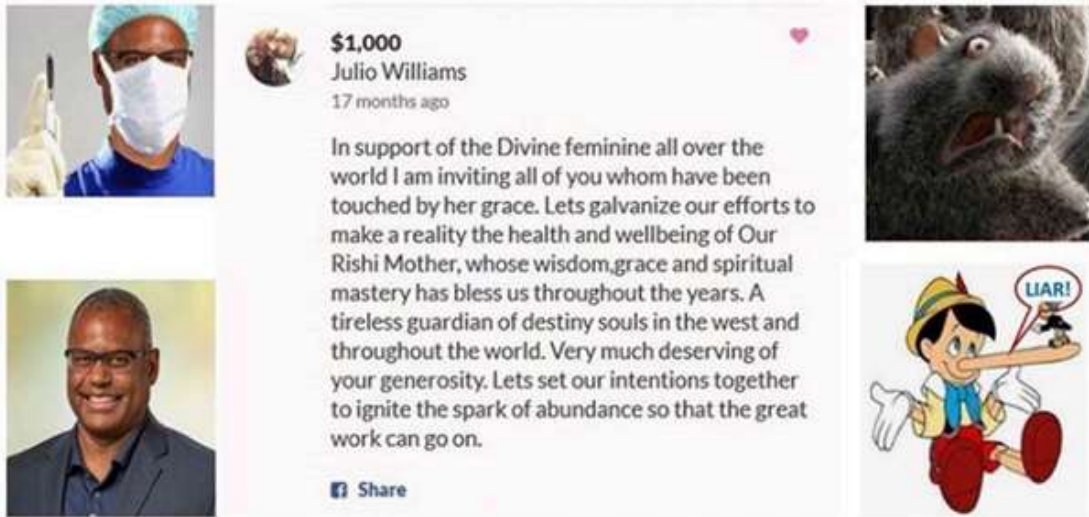 $1,000
Julio Williams
17 months ago
In support of the Divine feminine all over the
world I am inviting all of you whom have been
touched by her grace. Lets galvanize our efforts to
make a reality the health and wellbeing of Our
Rishi Mother, whose wisdom,grace and spiritual
mastery has bless us throughout the years. A
tireless guardian of destiny souls in the west and
throughout the world. Very much deserving of
your generosity. Lets set our intentions together
to ignite the spark of abundance so that the great
work can go on.
Share
LIAR!